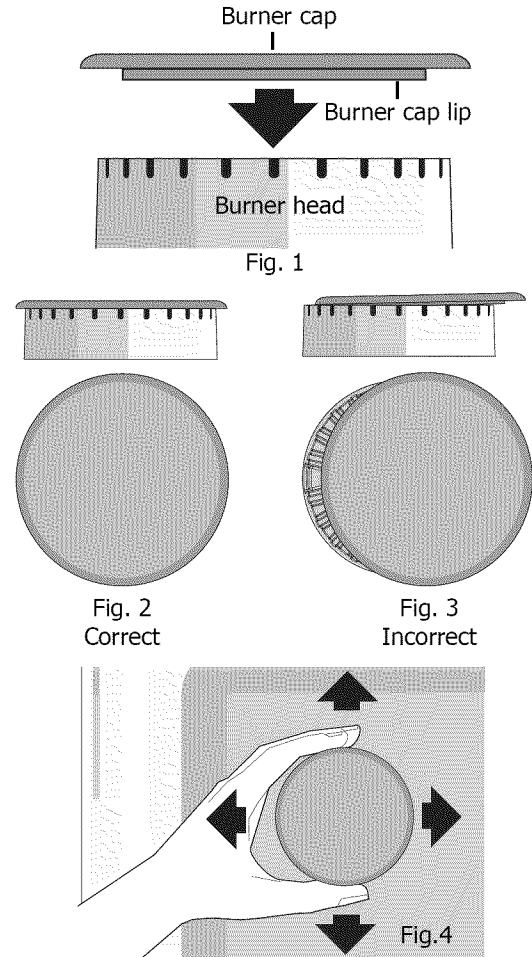 Burner cap
Burner cap lip
Burner head
Fig. 1
Fig. 2
Correct
Fig. 3
Incorrect
Fig.4